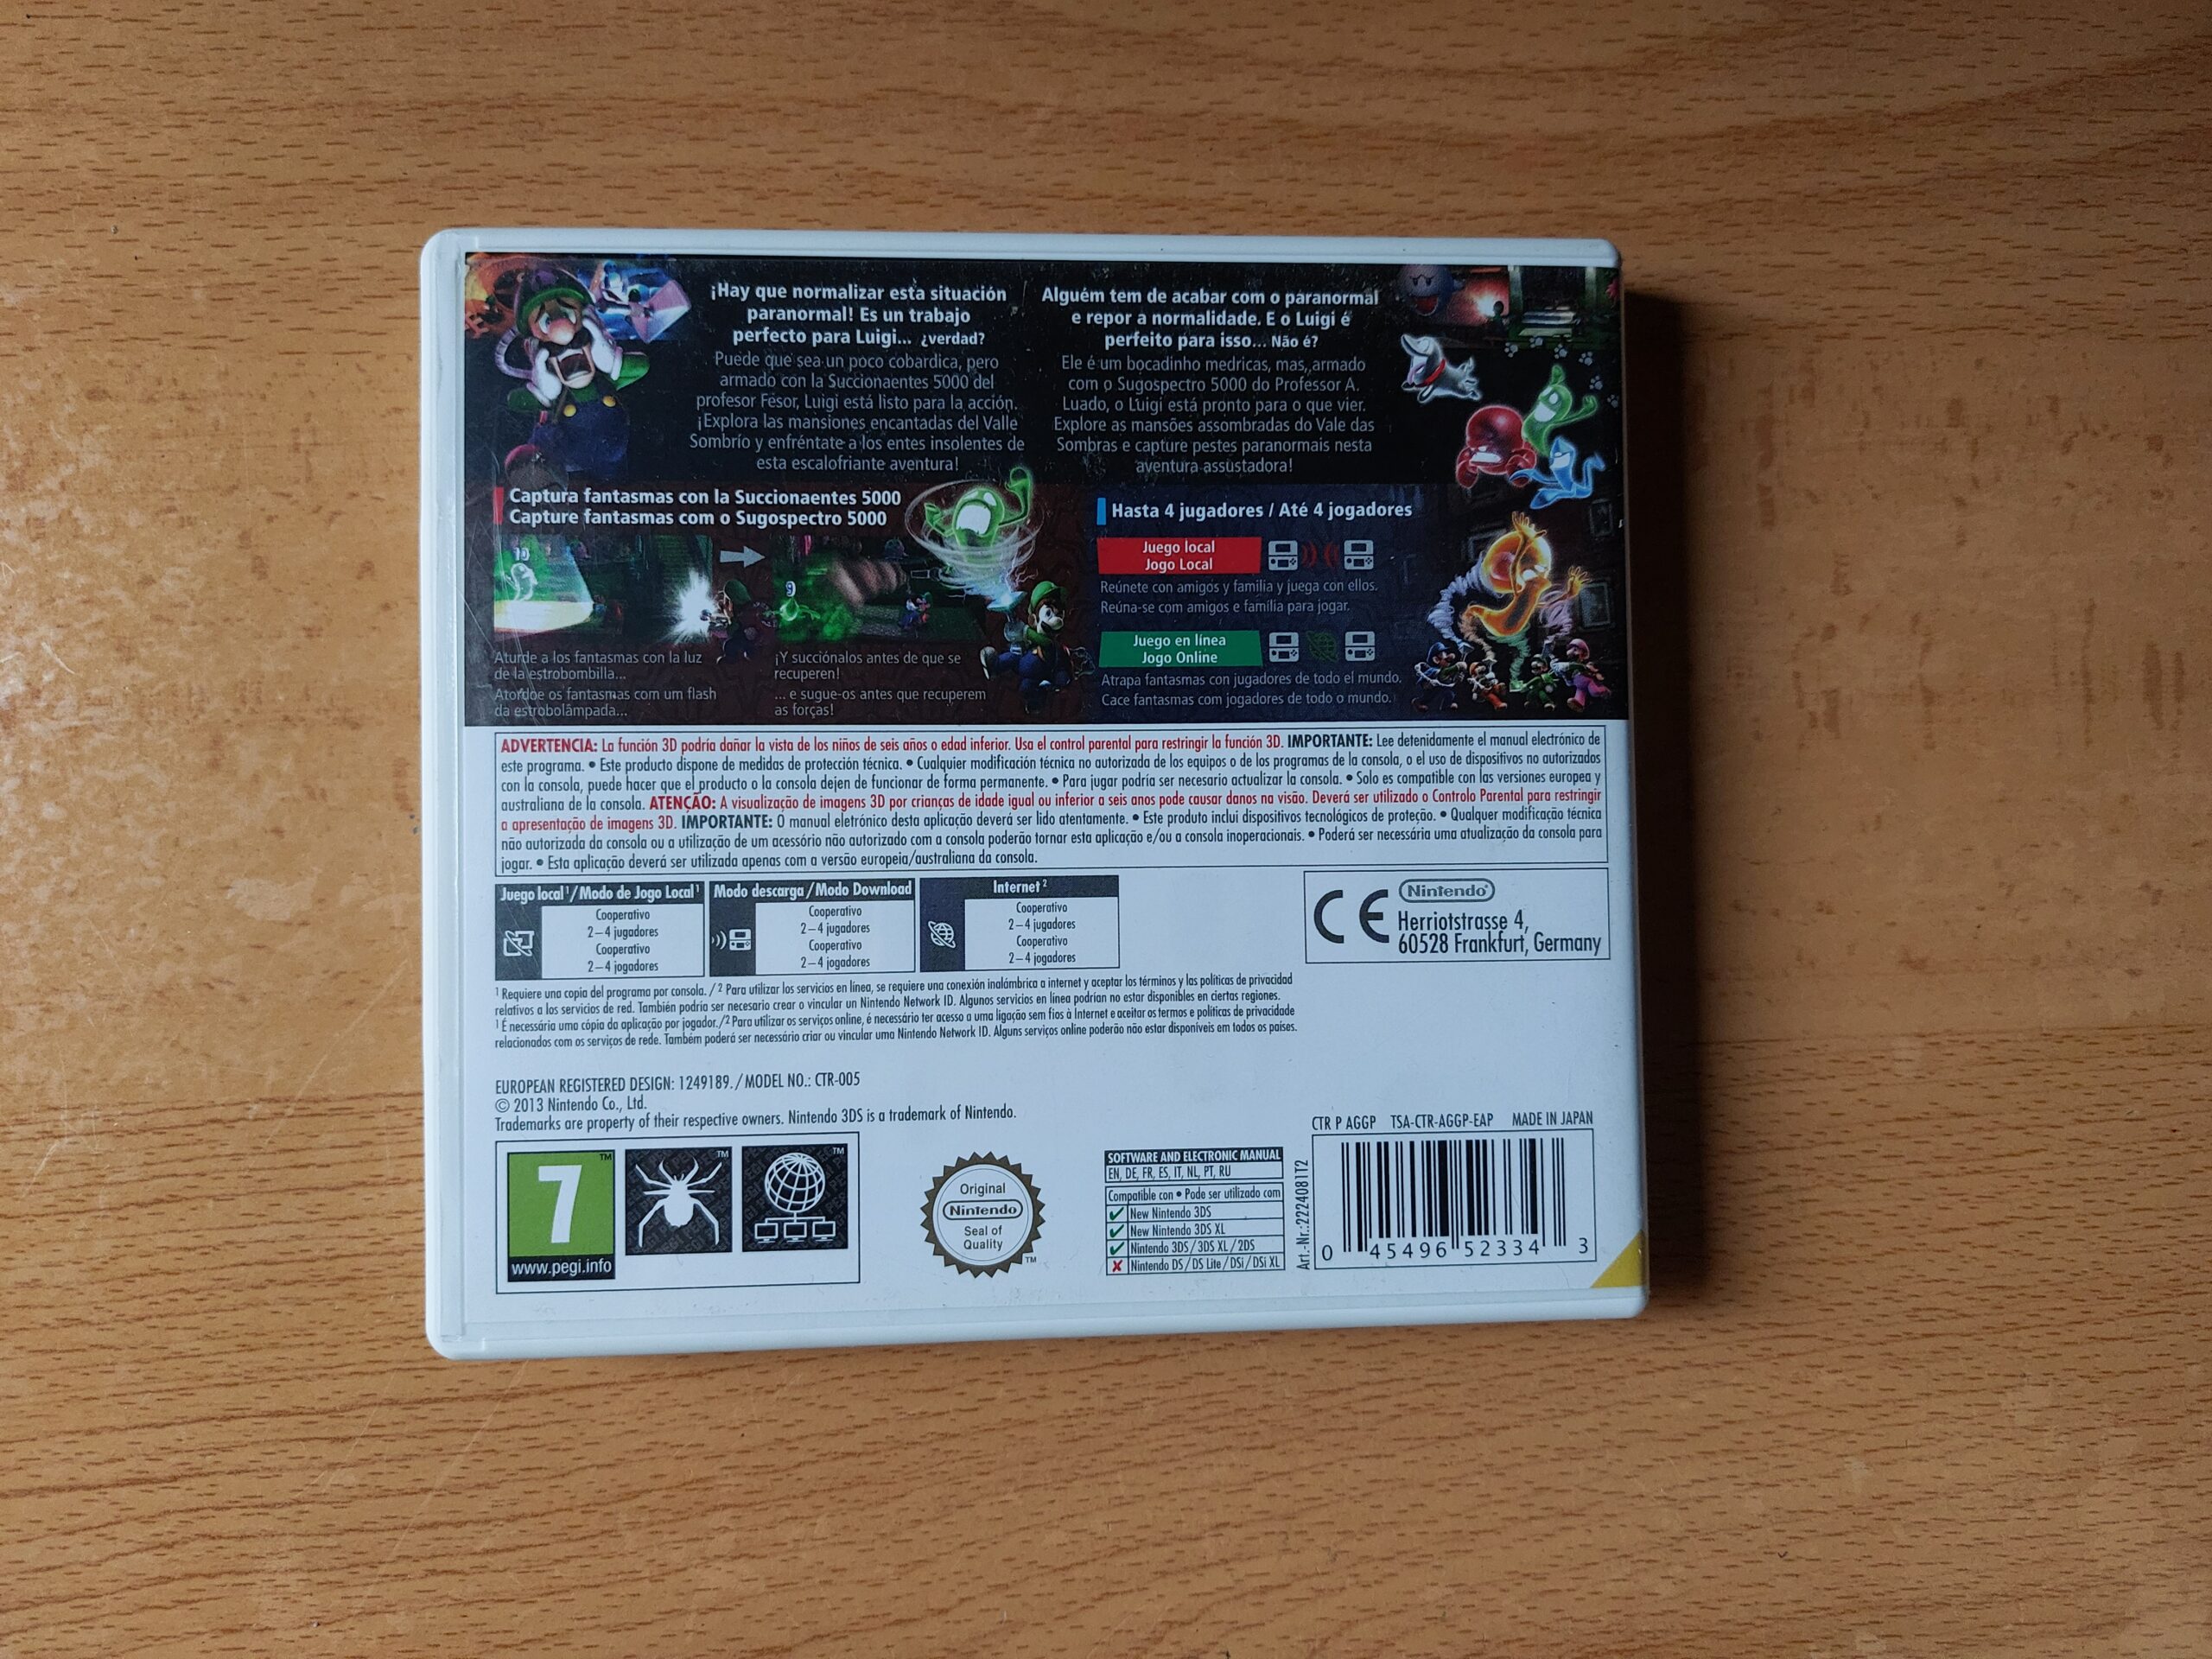 ¡Hay que normalizar esta situación
paranormal! Es un trabajo
perfecto para Luigi... ¿verdad?
Puede que sea un poco cobardica, pero
armado con la Succionaentes 5000 del
profesor Fesor, Luigi está listo para la acción.
¡Explora las mansiones encantadas del Valle
Sombrío y enfréntate a los entes insolentes de
esta escalofriante aventura!
Alguém tem de acabar com o paranormal
e repor a normalidade. E o Luigi é
perfeito para isso... Não é?
Ele é um bocadinho medricas, mas, armado
com o Sugospectro 5000 do Professor A.
Luado, o Luigi está pronto para o que vier.
Explore as mansões assombradas do Vale das
Sombras e capture pestes paranormais nesta
aventura assustadora!
Captura fantasmas con la Succionaentes 5000
Capture fantasmas com o Sugospectro 5000
10
9
Aturde a los fantasmas con la luz
de la estrobombilla...
Atordoe os fantasmas com um flash
da estrobolâmpada...
¡Y succiónalos antes de que se
recuperen!
... e sugue-os antes que recuperem
as forças!
Hasta 4 jugadores / Até 4 jogadores
Juego local
Jogo Local
Reúnete con amigos y familia y juega con ellos.
Reúna-se com amigos e família para jogar.
Juego en línea
Jogo Online
Atrapa fantasmas con jugadores de todo el mundo.
Cace fantasmas com jogadores de todo o mundo.
ADVERTENCIA: La función 3D podría dañar la vista de los niños de seis años o edad inferior. Usa el control parental para restringir la función 3D. IMPORTANTE: Lee detenidamente el manual electrónico de
este programa. • Este producto dispone de medidas de protección técnica. • Cualquier modificación técnica no autorizada de los equipos o de los programas de la consola, o el uso de dispositivos no autorizados
con la consola, puede hacer que el producto o la consola dejen de funcionar de forma permanente. • Para jugar podría ser necesario actualizar la consola. • Solo es compatible con las versiones europea y
australiana de la consola. ATENÇÃO: A visualização de imagens 3D por crianças de idade igual ou inferior a seis anos pode causar danos na visão. Deverá ser utilizado o Controlo Parental para restringir
a apresentação de imagens 3D. IMPORTANTE: O manual eletrónico desta aplicação deverá ser lido atentamente. • Este produto inclui dispositivos tecnológicos de proteção. • Qualquer modificação técnica
não autorizada da consola ou a utilização de um acessório não autorizado com a consola poderão tornar esta aplicação e/ou a consola inoperacionais. • Poderá ser necessária uma atualização da consola para
jogar. • Esta aplicação deverá ser utilizada apenas com a versão europeia/australiana da consola.
Juego local¹/Modo de Jogo Local¹
Cooperativo
2–4 jugadores
Cooperativo
2–4 jogadores
Modo descarga/Modo Download
Cooperativo
2–4 jugadores
Cooperativo
2–4 jogadores
Internet²
Cooperativo
2–4 jugadores
Cooperativo
2–4 jogadores
CE
Nintendo
Herriotstrasse 4,
60528 Frankfurt, Germany
¹ Requiere una copia del programa por consola. / ² Para utilizar los servicios en línea, se requiere una conexión inalámbrica a internet y aceptar los términos y las políticas de privacidad
relativos a los servicios de red. También podría ser necesario crear o vincular un Nintendo Network ID. Algunos servicios en línea podrían no estar disponibles en ciertas regiones.
¹ É necessária uma cópia da aplicação por jogador./² Para utilizar os serviços online, é necessário ter acesso a uma ligação sem fios à Internet e aceitar os termos e políticas de privacidade
relacionados com os serviços de rede. Também poderá ser necessário criar ou vincular uma Nintendo Network ID. Alguns serviços online poderão não estar disponíveis em todos os países.
EUROPEAN REGISTERED DESIGN: 1249189./MODEL NO.: CTR-005
© 2013 Nintendo Co., Ltd.
Trademarks are property of their respective owners. Nintendo 3DS is a trademark of Nintendo.
7
TM
www.pegi.info
TM
TM
Original
Nintendo
Seal of
Quality
TM
SOFTWARE AND ELECTRONIC MANUAL
EN, DE, FR, ES, IT, NL, PT, RU
Compatible con • Pode ser utilizado com
New Nintendo 3DS
New Nintendo 3DS XL
Nintendo 3DS/3DS XL/2DS
Nintendo DS/DS Lite/DSi/DSi XL
Art.-Nr.:2224081T2
CTR P AGGP TSA-CTR-AGGP-EAP MADE IN JAPAN
0 45496 52334 3